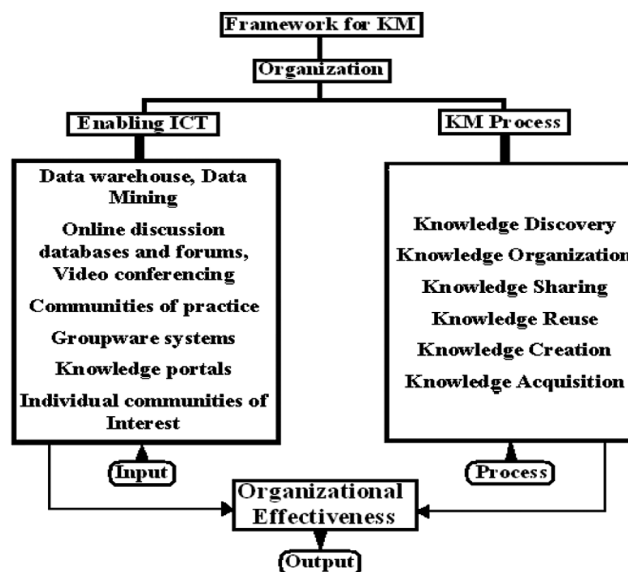 Framework for KM
Organization
Enabling ICT
KM Process
Data warehouse, Data
Mining
Online discussion
databases and forums,
Video conferencing
Communities of practice
Groupware systems
Knowledge portals
Individual communities of
Interest
Knowledge Discovery
Knowledge Organization
Knowledge Sharing
Knowledge Reuse
Knowledge Creation
Knowledge Acquisition
Input
Process
Organizational
Effectiveness
Output